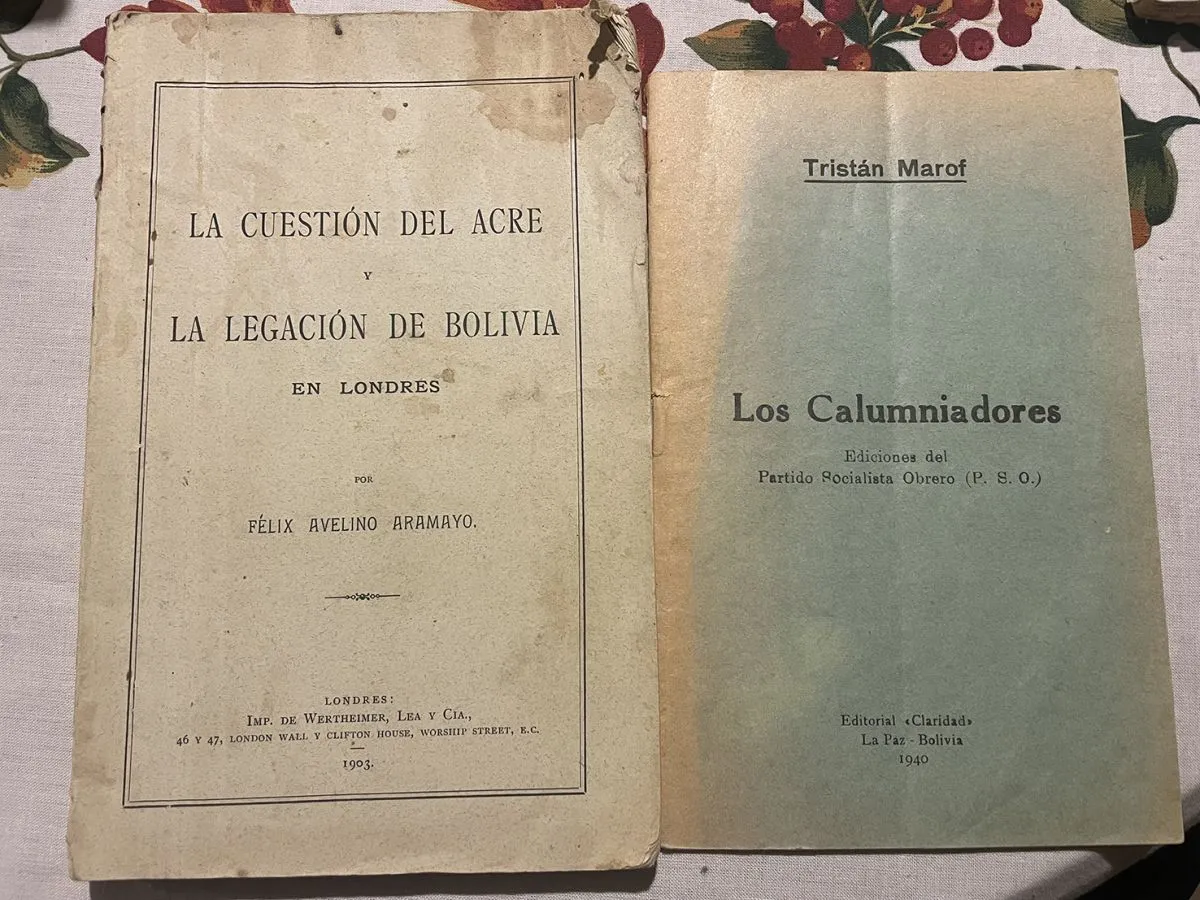 LA CUESTIÓN DEL ACRE
Y
LA LEGACIÓN DE BOLIVIA
EN LONDRES
POR
FÉLIX AVELINO ARAMAYO.
LONDRES:
IMP. DE WERTHEIMER, LEA Y CIA.,
46 Y 47, LONDON WALL Y CLIFTON HOUSE, WORSHIP STREET, E.C.
1903.
Tristán Marof
Los Calumniadores
Ediciones del
Partido Socialista Obrero (P. S. O.)
Editorial «Claridad»
La Paz - Bolivia
1940